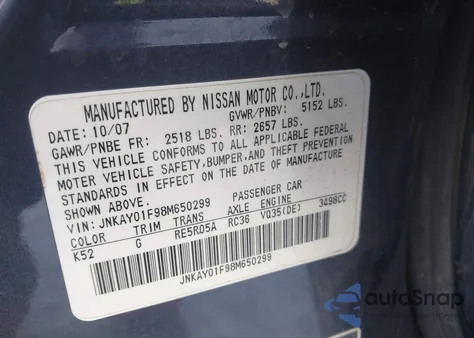 MANUFACTURED BY NISSAN MOTOR CO.,LTD.
DATE: 10/07 GVWR/PNBV: 5152 LBS.
GAWR/PNBE FR: 2518 LBS. RR: 2657 LBS.
THIS VEHICLE CONFORMS TO ALL APPLICABLE FEDERAL
MOTOR VEHICLE SAFETY,BUMPER,AND THEFT PREVENTION
STANDARDS IN EFFECT ON THE DATE OF MANUFACTURE
SHOWN ABOVE.
VIN: JNKAY01F98M650299 PASSENGER CAR
COLOR TRIM TRANS AXLE ENGINE
K52 G RE5R05A RC36 VQ35(DE) 3498CC
JNKAY01F98M650299
autoSnap